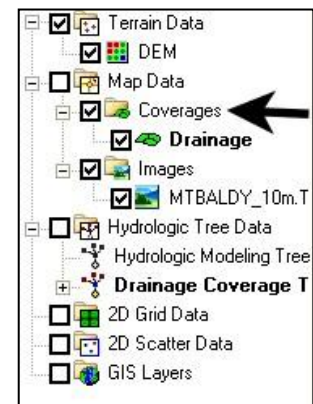 Terrain Data
DEM
Map Data
Coverages
Drainage
Images
MTBALDY_10m.T
Hydrologic Tree Data
Hydrologic Modeling Tree
Drainage Coverage T
2D Grid Data
2D Scatter Data
GIS Layers